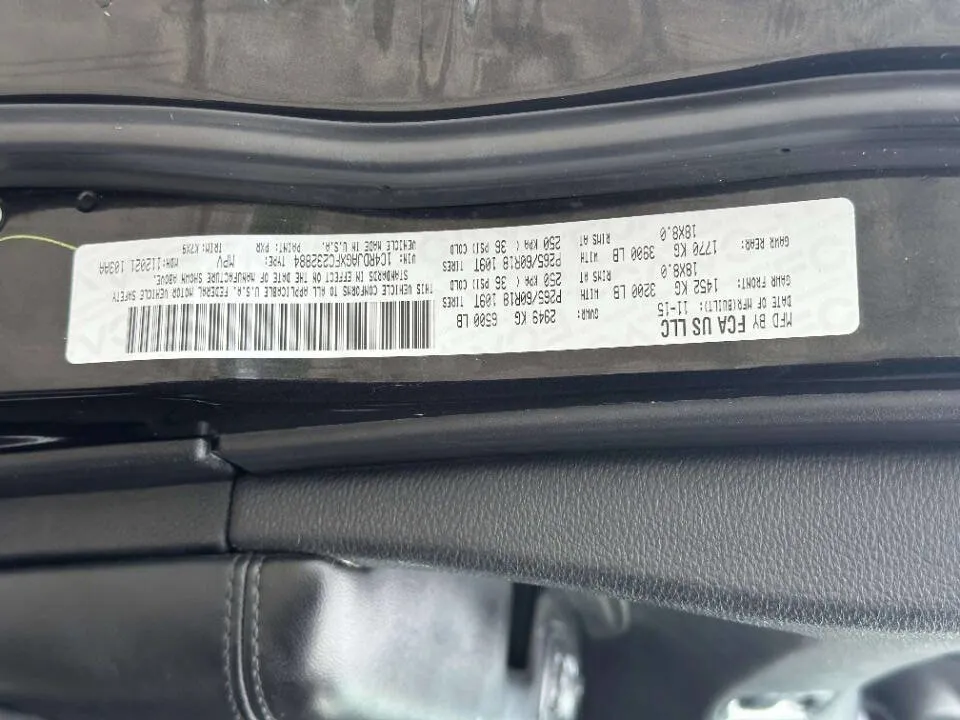 MFD BY FCA US LLC
DATE OF MFR(BUILT): 11-15 GVWR: 2949 KG 6500 LB
GAWR FRONT: 1452 KG 3200 LB WITH P265/60R18 109T TIRES
18X8.0 RIMS AT 250 KPA ( 36 PSI) COLD
GAWR REAR: 1770 KG 3900 LB WITH P265/60R18 109T TIRES
18X8.0 RIMS AT 250 KPA ( 36 PSI) COLD
THIS VEHICLE CONFORMS TO ALL APPLICABLE U.S.A. FEDERAL MOTOR VEHICLE SAFETY
STANDARDS IN EFFECT ON THE DATE OF MANUFACTURE SHOWN ABOVE.
VIN: TYPE: MPV MDH:112021
VEHICLE MADE IN U.S.A. PAINT: PXR TRIM:K7X9